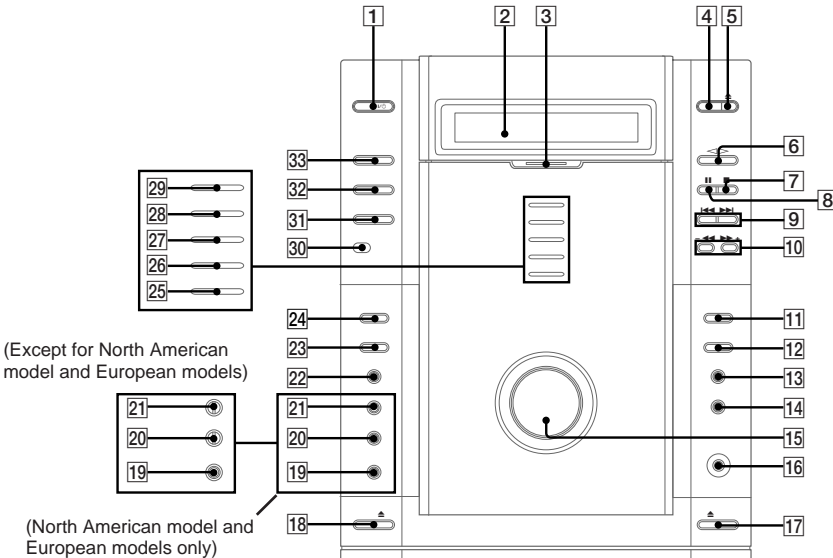 1 2 3 4 5
6
33
7
29 32
8
28 31
9
27
30
10
26
25
24 11
23 12
(Except for North American
model and European models)
22 13
21 21 14
20 20 15
19 19 16
18 17
(North American model and
European models only)